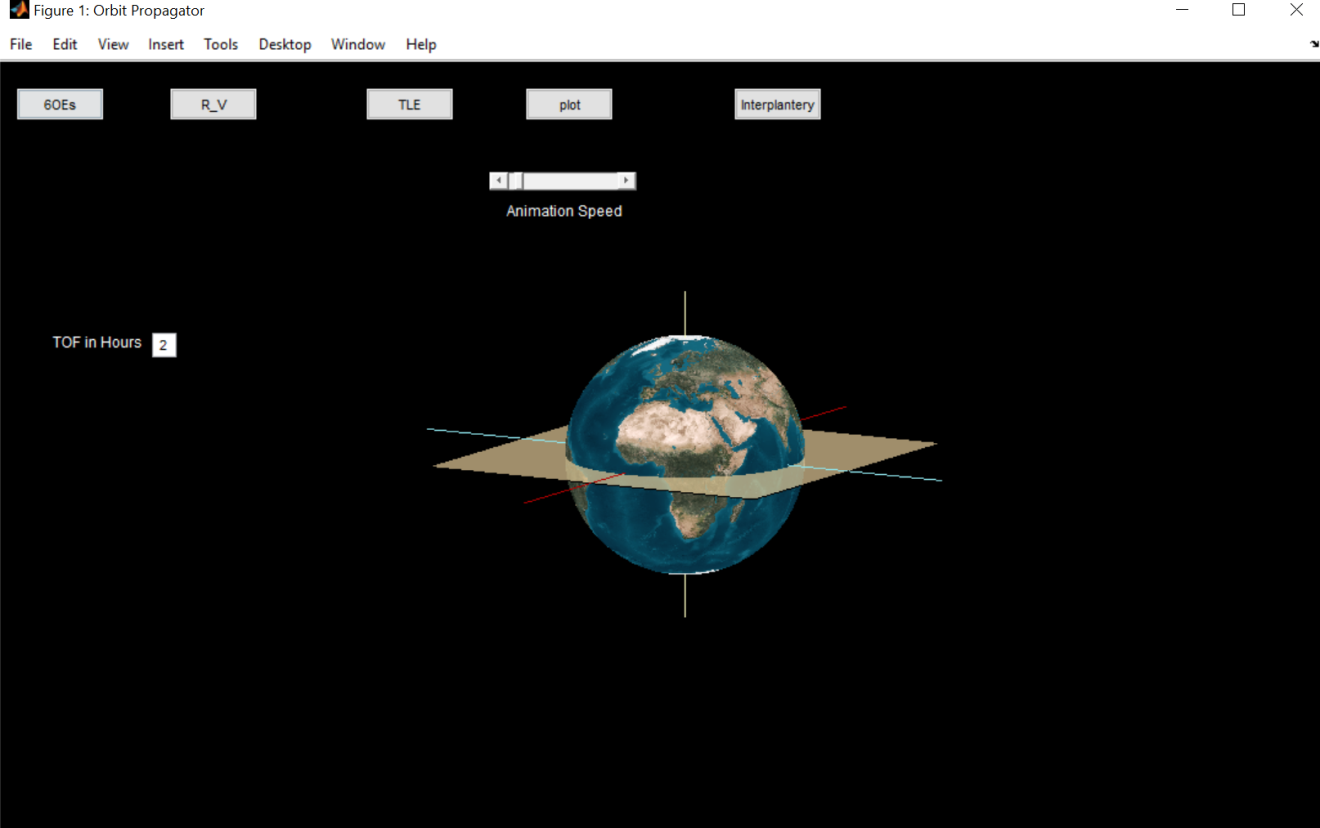 Figure 1: Orbit Propagator
File Edit View Insert Tools Desktop Window Help
6OEs R_V TLE plot Interplantery
Animation Speed
TOF in Hours 2